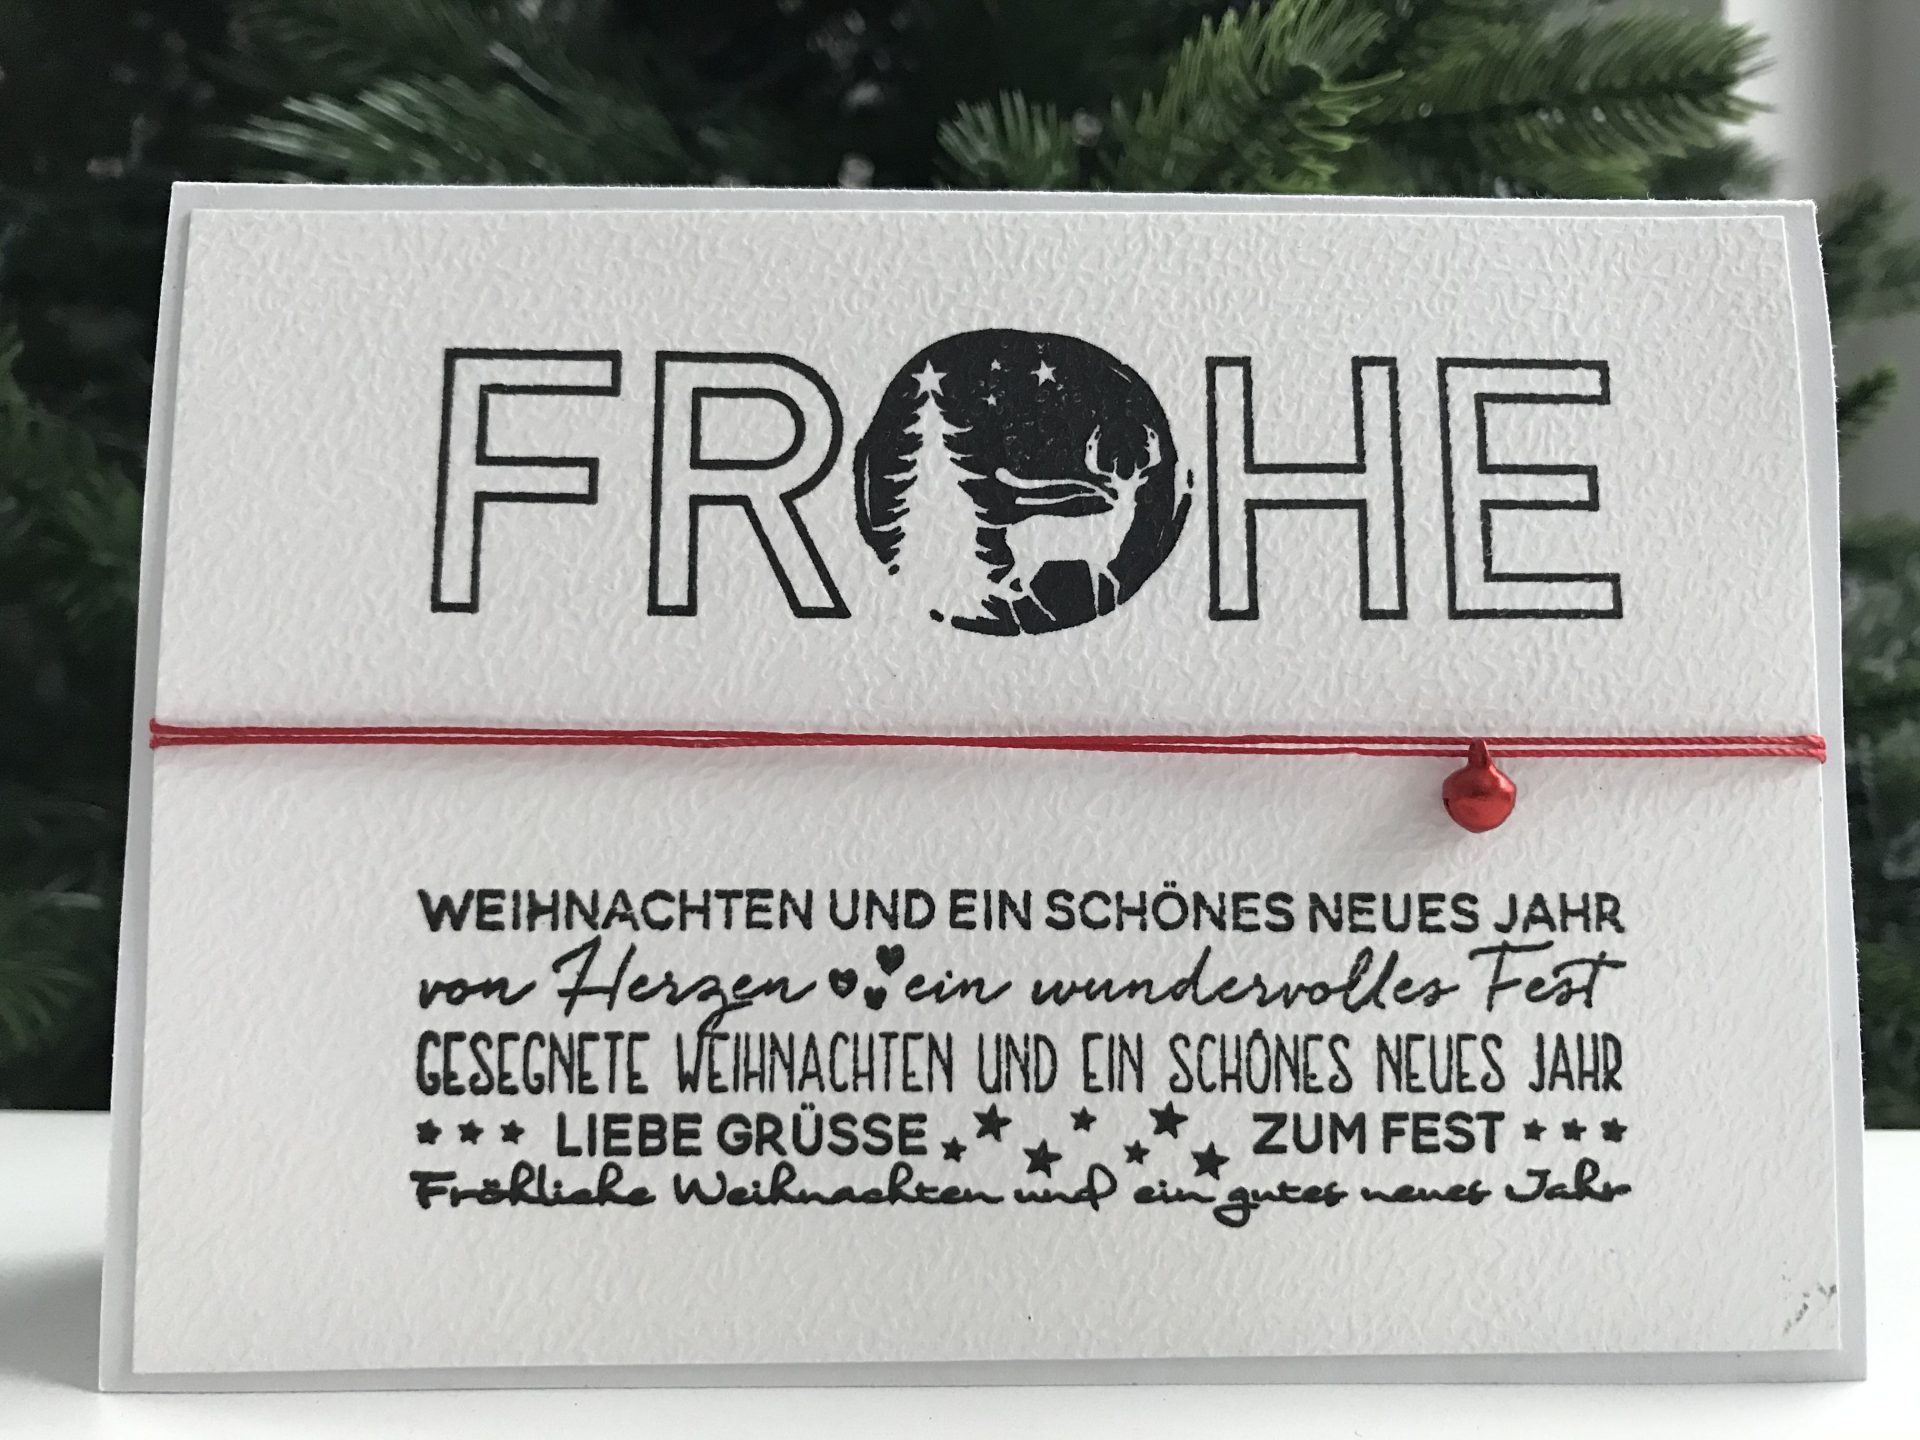 FROHE
WEIHNACHTEN UND EIN SCHÖNES NEUES JAHR
von Herzen ein wundervolles Fest
GESEGNETE WEIHNACHTEN UND EIN SCHÖNES NEUES JAHR
LIEBE GRÜSSE ZUM FEST
Fröhliche Weihnachten und ein gutes neues Jahr